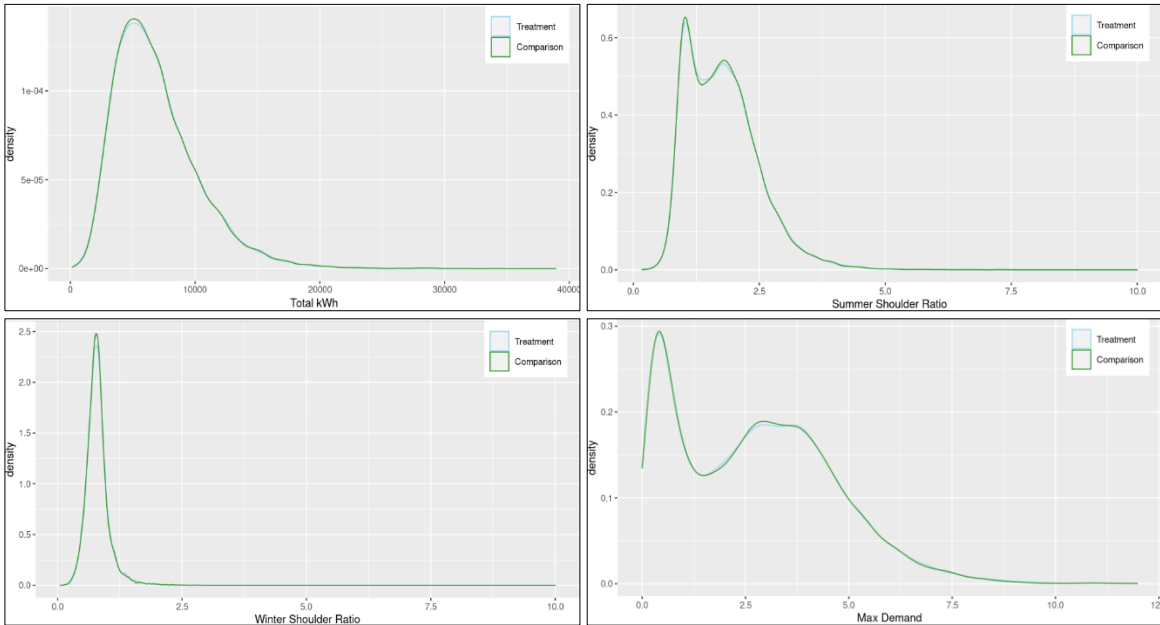 Treatment
Comparison
1e-04
5e-05
0e+00
density
0
10000
20000
30000
40000
Total kWh
Treatment
Comparison
0.6
0.4
0.2
0.0
density
0.0
2.5
5.0
7.5
10.0
Summer Shoulder Ratio
Treatment
Comparison
2.5
2.0
1.5
1.0
0.5
0.0
density
0.0
2.5
5.0
7.5
10.0
Winter Shoulder Ratio
Treatment
Comparison
0.3
0.2
0.1
0.0
density
0.0
2.5
5.0
7.5
10.0
Max Demand